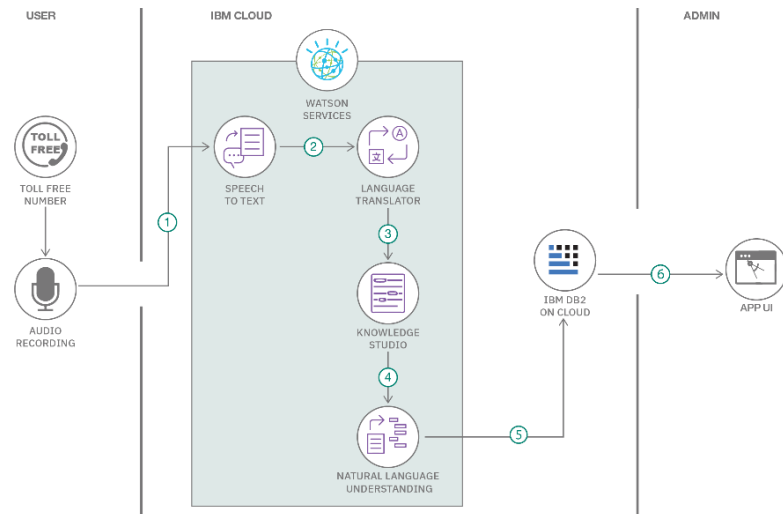 USER
IBM CLOUD
ADMIN
WATSON
SERVICES
TOLL
FREE
TOLL FREE
NUMBER
1
SPEECH
TO TEXT
2
A
文
LANGUAGE
TRANSLATOR
3
AUDIO
RECORDING
KNOWLEDGE
STUDIO
4
NATURAL LANGUAGE
UNDERSTANDING
5
IBM DB2
ON CLOUD
6
APP UI